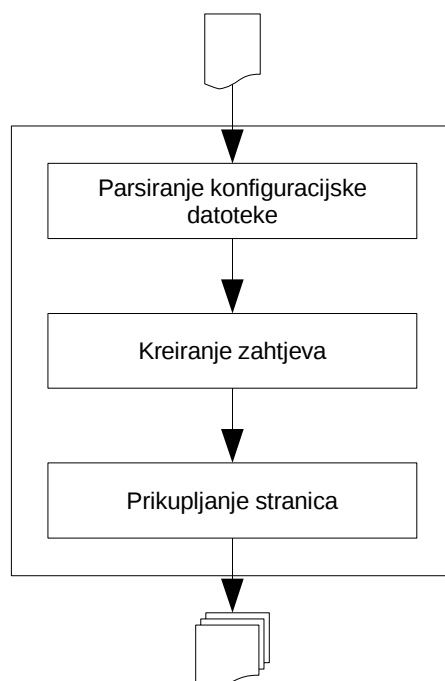 Parsiranje konfiguracijske
datoteke
Kreiranje zahtjeva
Prikupljanje stranica